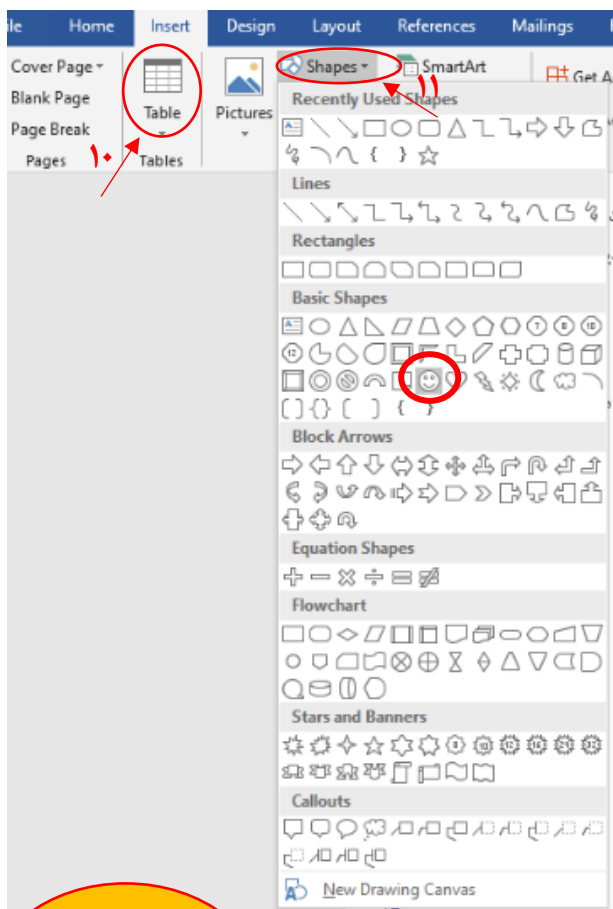 le Home Insert Design Layout References Mailings
Cover Page
Blank Page
Page Break
Pages
Table
Tables
Pictures
Shapes
SmartArt
Get A
١٠
١١
Recently Used Shapes
Lines
Rectangles
Basic Shapes
Block Arrows
Equation Shapes
Flowchart
Stars and Banners
Callouts
New Drawing Canvas